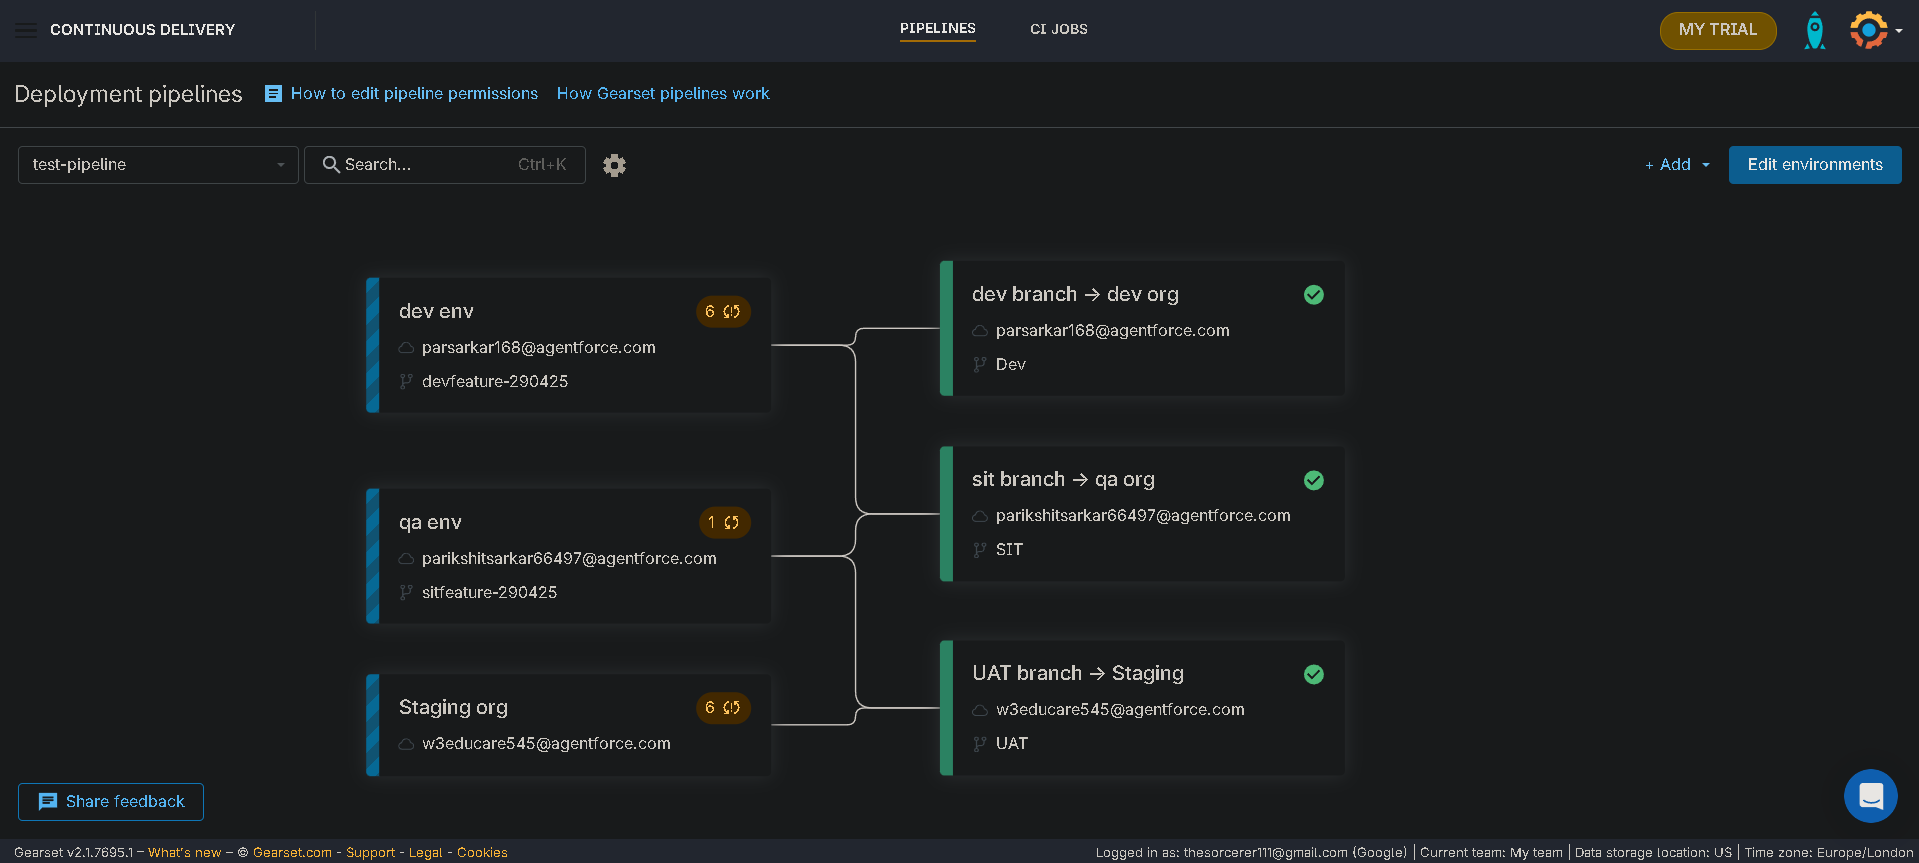 CONTINUOUS DELIVERY
PIPELINES
CI JOBS
MY TRIAL
Deployment pipelines
How to edit pipeline permissions
How Gearset pipelines work
test-pipeline
Search... Ctrl+K
+ Add
Edit environments
dev env
6
parsarkar168@agentforce.com
devfeature-290425
dev branch → dev org
parsarkar168@agentforce.com
Dev
qa env
1
parikshitsarkar66497@agentforce.com
sitfeature-290425
sit branch → qa org
parikshitsarkar66497@agentforce.com
SIT
Staging org
6
w3educare545@agentforce.com
UAT branch → Staging
w3educare545@agentforce.com
UAT
Share feedback
Gearset v2.1.7695.1 – What's new – © Gearset.com - Support - Legal - Cookies
Logged in as: thesorcerer111@gmail.com (Google) | Current team: My team | Data storage location: US | Time zone: Europe/London